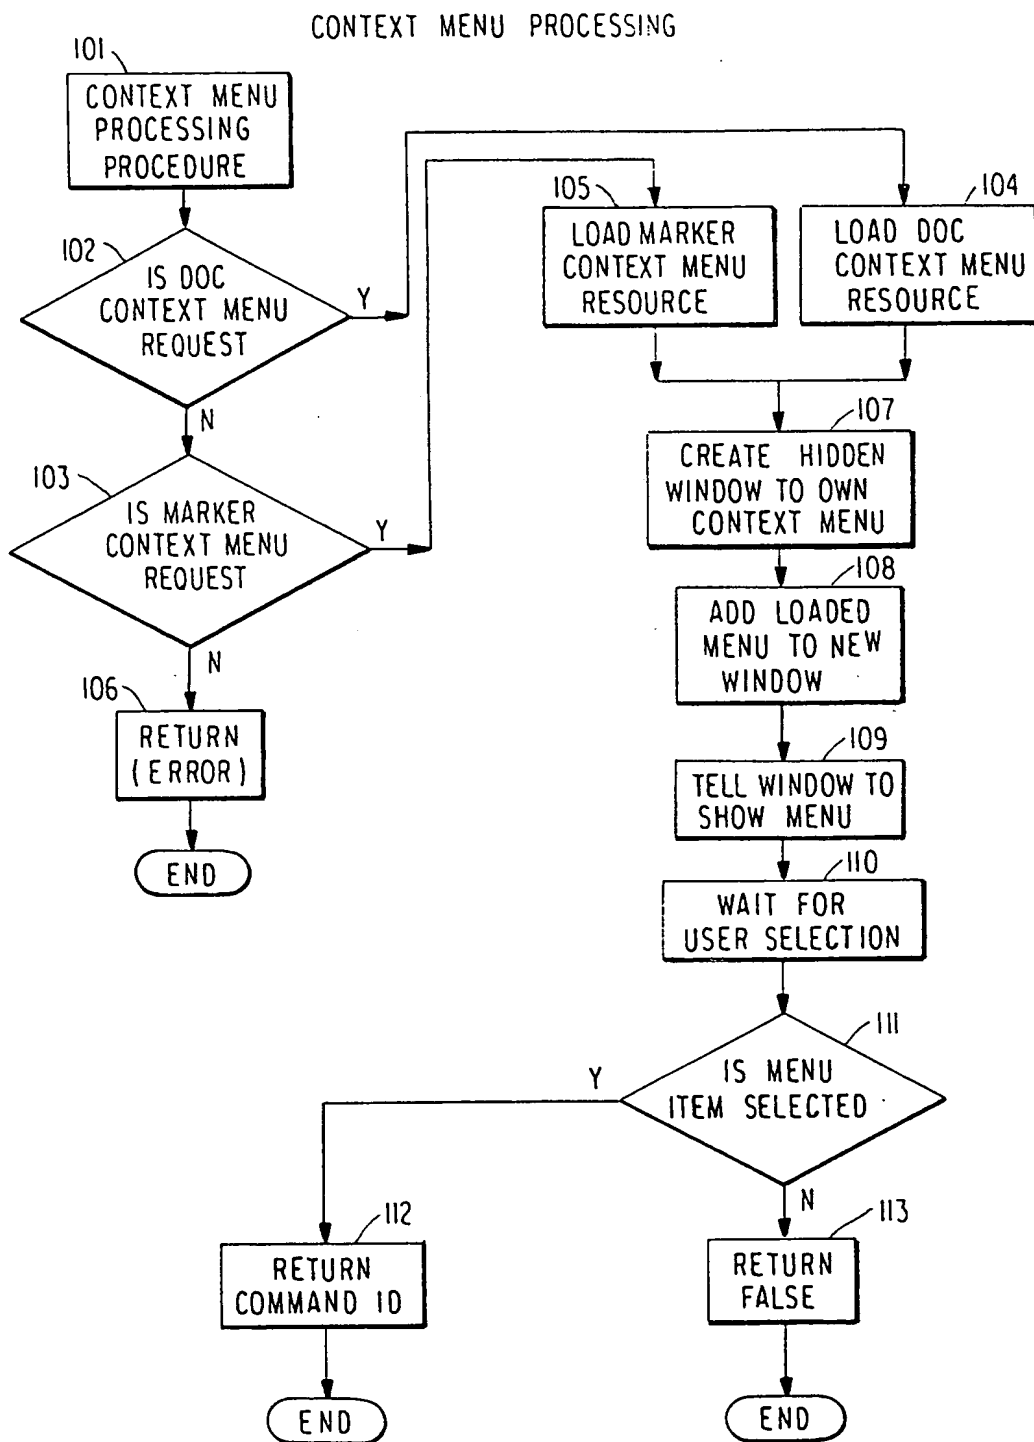 CONTEXT MENU PROCESSING
101
CONTEXT MENU
PROCESSING
PROCEDURE
102
IS DOC
CONTEXT MENU
REQUEST
Y
N
103
IS MARKER
CONTEXT MENU
REQUEST
Y
N
106
RETURN
(ERROR)
END
105
LOAD MARKER
CONTEXT MENU
RESOURCE
104
LOAD DOC
CONTEXT MENU
RESOURCE
107
CREATE HIDDEN
WINDOW TO OWN
CONTEXT MENU
108
ADD LOADED
MENU TO NEW
WINDOW
109
TELL WINDOW TO
SHOW MENU
110
WAIT FOR
USER SELECTION
111
IS MENU
ITEM SELECTED
Y
N
112
RETURN
COMMAND ID
END
113
RETURN
FALSE
END